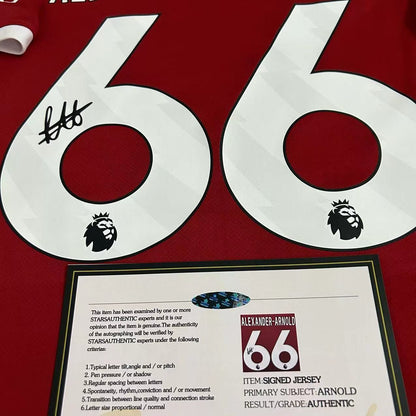 66
This item has been examined by one or more
STARSAUTHENTIC experts and it is our
opinion that the item is genuine.The authenticity
of the autographing will be verified by
STARSAUTHENTIC experts under the following
criterias:
1.Typical letter tilt,angle and / or pitch
2. Pen pressure / or shadow
3.Regular spacing between letters
4.Spontaneity, rhythm,conviction and / or movement
5.Transition between line quality and connection
6.Letter size proportional / normal
ALEXANDER-ARNOLD
66
ITEM:SIGNED JERSEY
PRIMARY SUBJECT:ARNOLD
RESULT/GRADE:AUTHENTIC